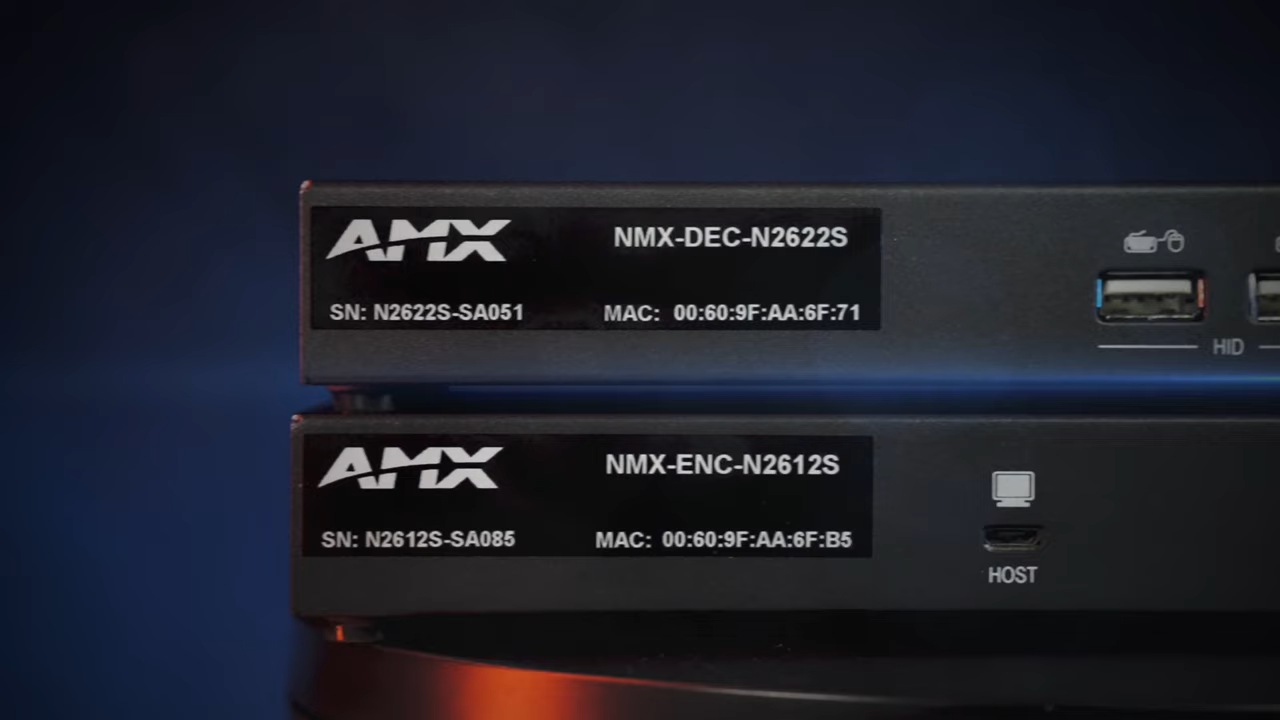 AMX NMX-DEC-N2622S
SN: N2622S-SA051 MAC: 00:60:9F:AA:6F:71
HID
AMX NMX-ENC-N2612S
SN: N2612S-SA085 MAC: 00:60:9F:AA:6F:B5
HOST